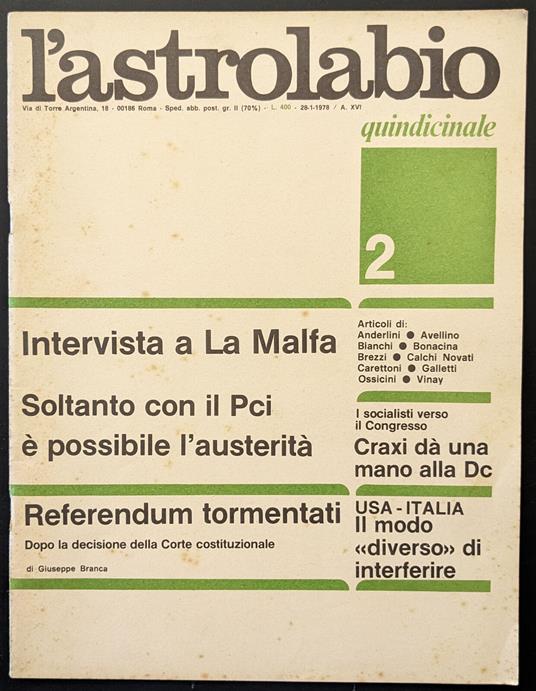 l'astrolabio
Via di Torre Argentina, 18 - 00186 Roma - Sped. abb. post. gr. II (70%) - L. 400 - 28-1-1978 / A. XVI
quindicinale
2
Intervista a La Malfa
Soltanto con il Pci
è possibile l'austerità
Articoli di:
Anderlini ● Avellino
Bianchi ● Bonacina
Brezzi ● Calchi Novati
Carettoni ● Galletti
Ossicini ● Vinay
I socialisti verso
il Congresso
Craxi dà una
mano alla Dc
Referendum tormentati
Dopo la decisione della Corte costituzionale
di Giuseppe Branca
USA - ITALIA
Il modo
«diverso» di
interferire